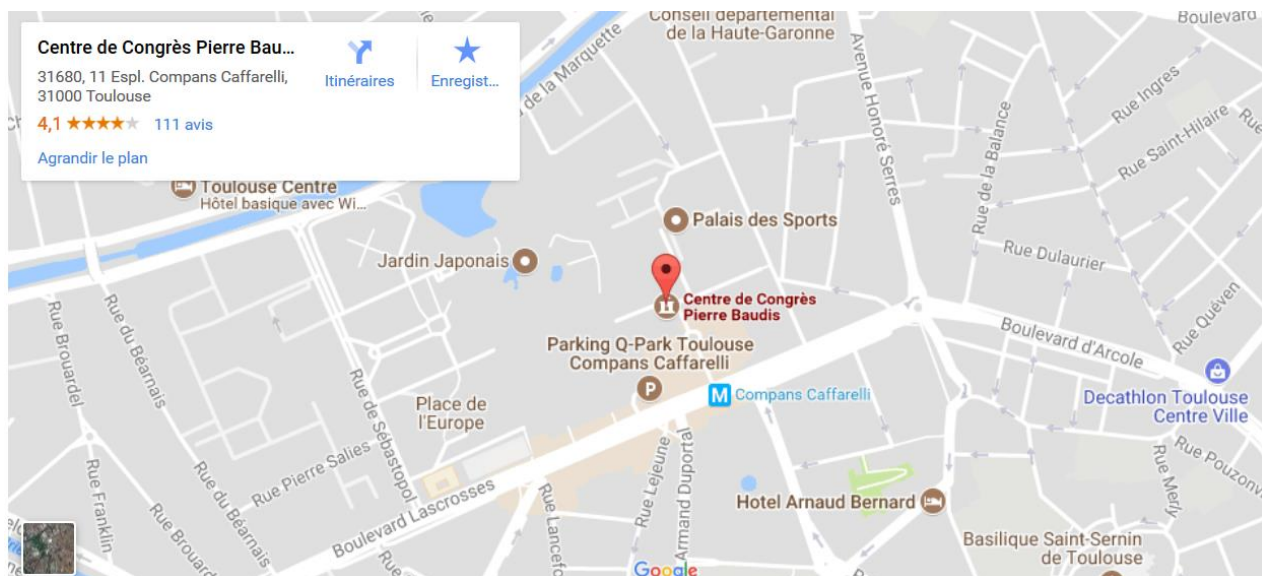 Centre de Congrès Pierre Bau...
31680, 11 Espl. Compans Caffarelli,
31000 Toulouse
4,1
111 avis
Agrandir le plan
Itinéraires
Enregist...
Conseil départemental
de la Haute-Garonne
Boulevard
de la Marquette
Avenue Honoré Serres
Rue Ingres
Rue Saint-Hilaire
Rue
Rue de la Balance
Toulouse Centre
Hôtel basique avec Wi...
Palais des Sports
Jardin Japonais
Rue Dulaurier
Centre de Congrès
Pierre Baudis
Rue Quéven
Boulevard d'Arcole
Rue Brouardel
Rue du Béarnais
Parking Q-Park Toulouse
Compans Caffarelli
P
M
Compans Caffarelli
Decathlon Toulouse
Centre Ville
Place de
l'Europe
Rue de Sébastopol
Rue Pierre Salies
Rue Franklin
Rue du Béarnais
Boulevard Lascrosses
Rue Lejeune
Armand Duportal
Hotel Arnaud Bernard
Rue Merly
Rue Pouzonv
Basilique Saint-Sernin
de Toulouse
Rue Brouard
Rue Lancef
Google